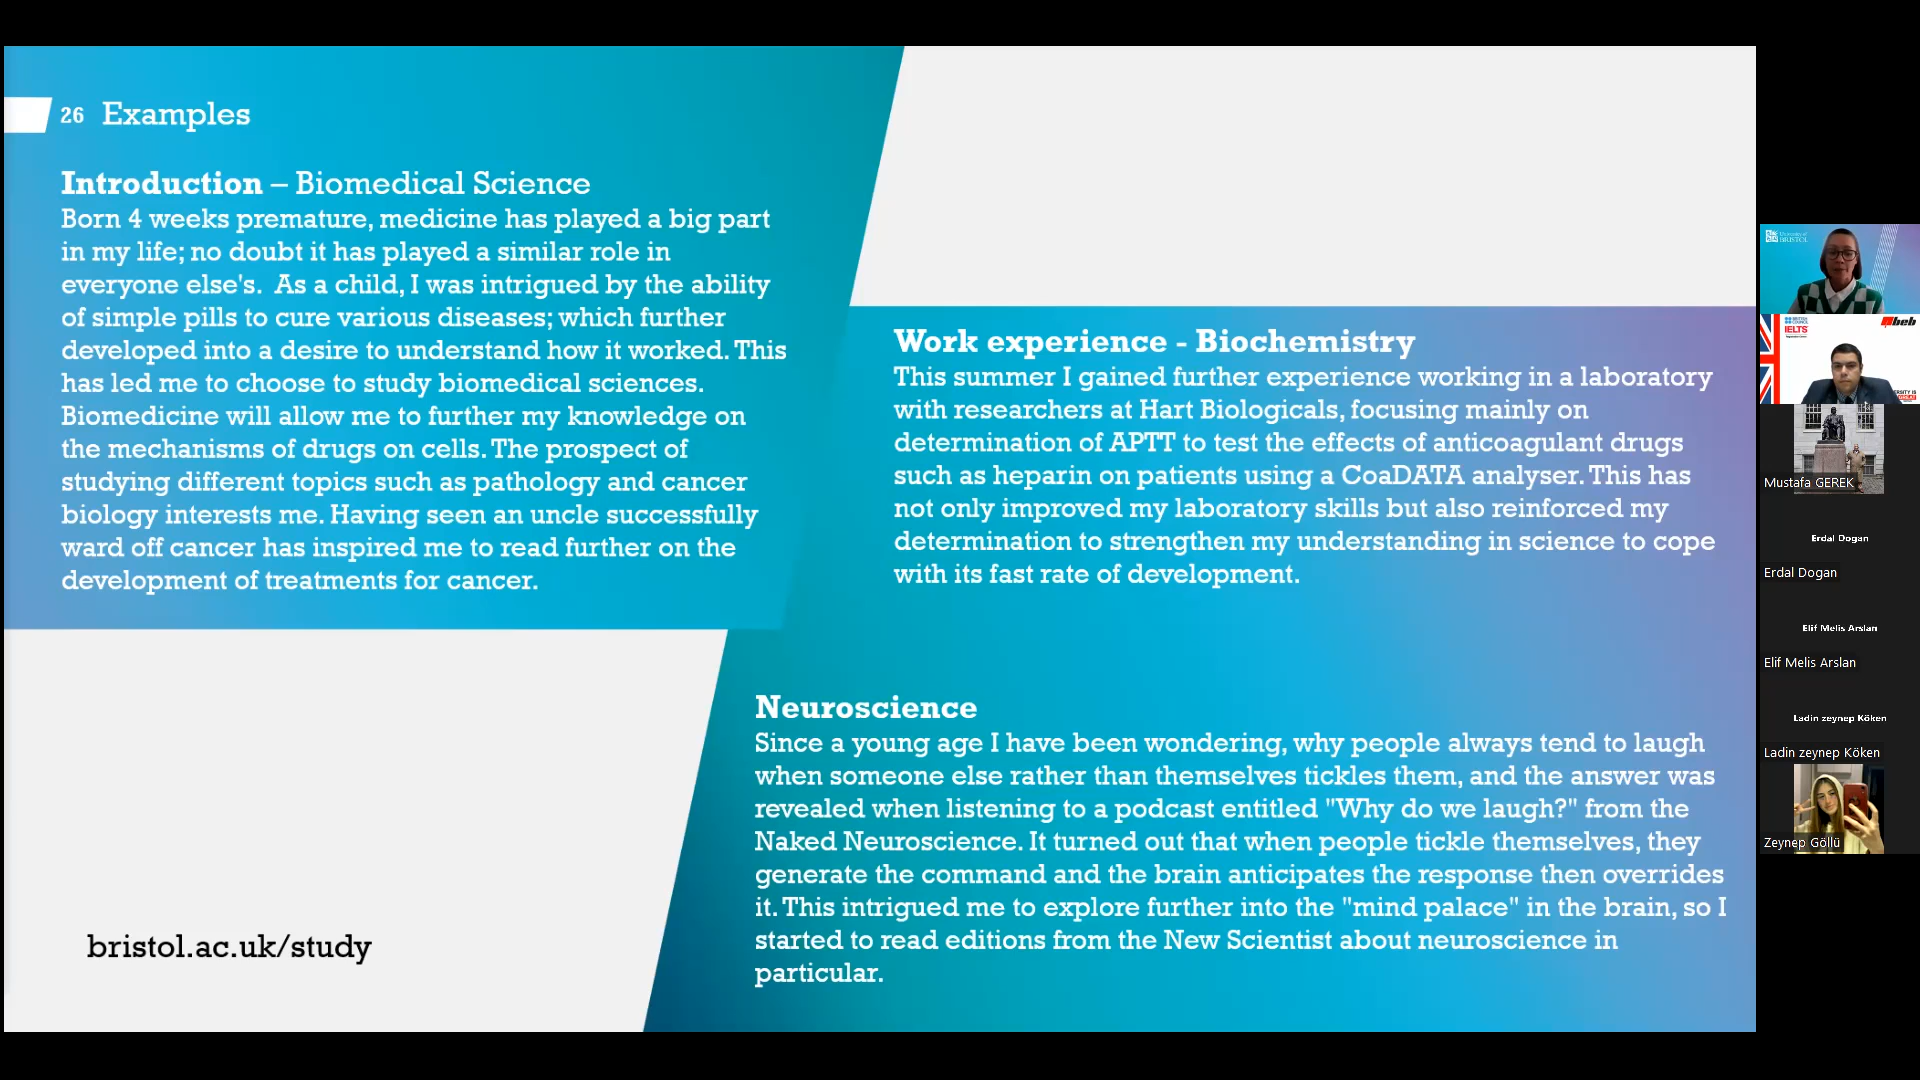 26 Examples
Introduction – Biomedical Science
Born 4 weeks premature, medicine has played a big part
in my life; no doubt it has played a similar role in
everyone else's.  As a child, I was intrigued by the ability
of simple pills to cure various diseases; which further
developed into a desire to understand how it worked. This
has led me to choose to study biomedical sciences.
Biomedicine will allow me to further my knowledge on
the mechanisms of drugs on cells. The prospect of
studying different topics such as pathology and cancer
biology interests me. Having seen an uncle successfully
ward off cancer has inspired me to read further on the
development of treatments for cancer.
Work experience - Biochemistry
This summer I gained further experience working in a laboratory
with researchers at Hart Biologicals, focusing mainly on
determination of APTT to test the effects of anticoagulant drugs
such as heparin on patients using a CoaDATA analyser. This has
not only improved my laboratory skills but also reinforced my
determination to strengthen my understanding in science to cope
with its fast rate of development.
Neuroscience
Since a young age I have been wondering, why people always tend to laugh
when someone else rather than themselves tickles them, and the answer was
revealed when listening to a podcast entitled "Why do we laugh?" from the
Naked Neuroscience. It turned out that when people tickle themselves, they
generate the command and the brain anticipates the response then overrides
it. This intrigued me to explore further into the "mind palace" in the brain, so I
started to read editions from the New Scientist about neuroscience in
particular.
bristol.ac.uk/study
University of
BRISTOL
IELTS
beb
Mustafa GEREK
Erdal Dogan
Erdal Dogan
Elif Melis Arslan
Elif Melis Arslan
Ladin zeynep Köken
Ladin zeynep Köken
Zeynep Göllü